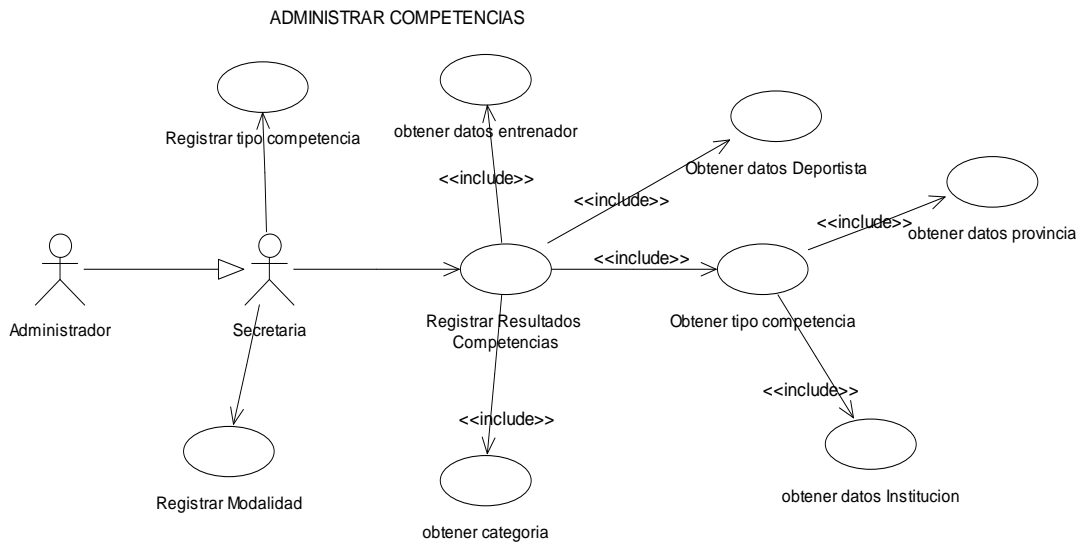 ADMINISTRAR COMPETENCIAS
Registrar tipo competencia
obtener datos entrenador
Obtener datos Deportista
<<include>>
<<include>>
<<include>>
obtener datos provincia
<<include>>
Administrador
Secretaria
Registrar Resultados
Competencias
Obtener tipo competencia
<<include>>
<<include>>
Registrar Modalidad
obtener categoria
obtener datos Institucion